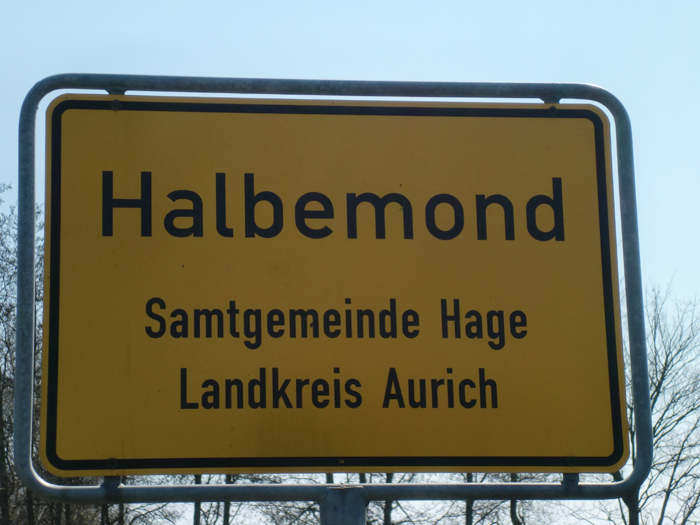 Halbemond
Samtgemeinde Hage
Landkreis Aurich